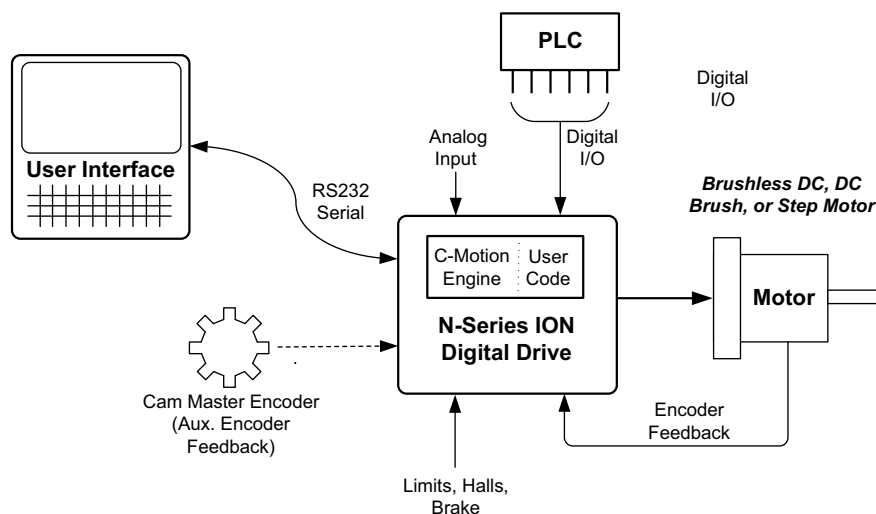 PLC
Digital
I/O
User Interface
Analog
Input
Digital
I/O
RS232
Serial
Brushless DC, DC
Brush, or Step Motor
C-Motion
Engine
User
Code
N-Series ION
Digital Drive
Motor
Cam Master Encoder
(Aux. Encoder
Feedback)
Encoder
Feedback
Limits, Halls,
Brake